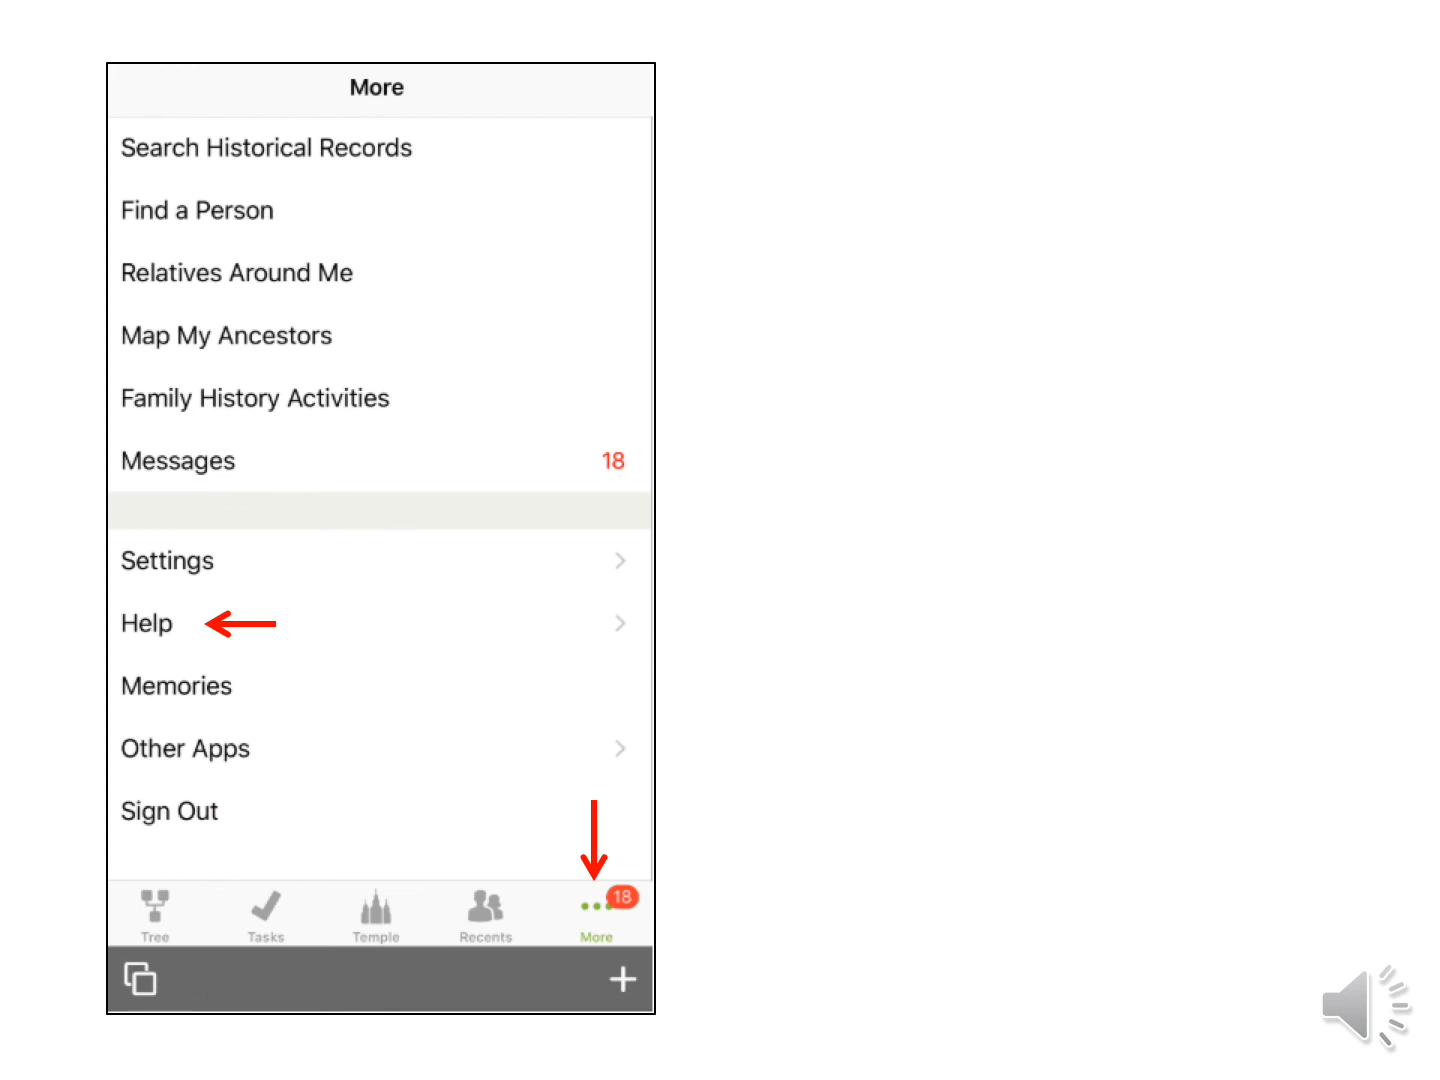 More
Search Historical Records
Find a Person
Relatives Around Me
Map My Ancestors
Family History Activities
Messages 18
Settings
Help
Memories
Other Apps
Sign Out
18
Tree Tasks Temple Recents More